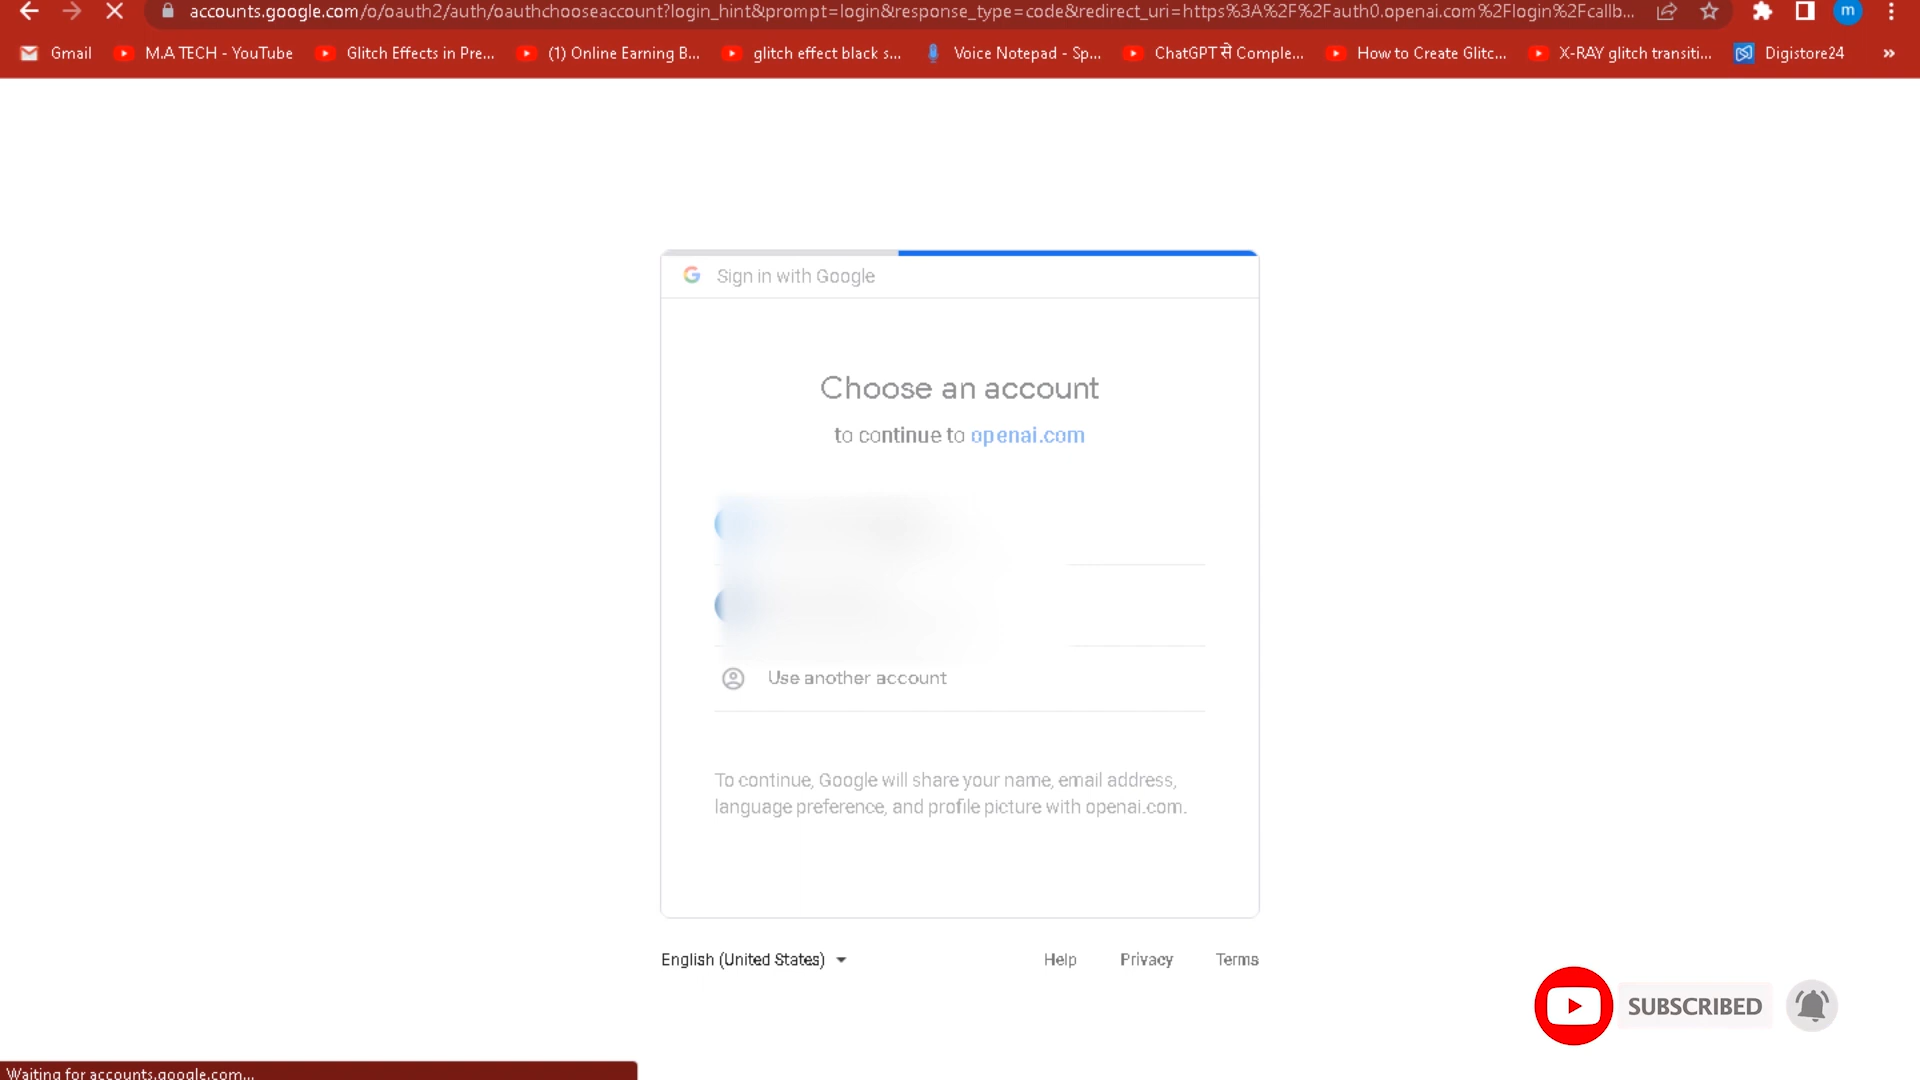 accounts.google.com/o/oauth2/auth/oauthchooseaccount?login_hint&prompt=login&response_type=code&redirect_uri=https%3A%2F%2Fauth0.openai.com%2Flogin%2Fcallb...
m
Gmail
M.A TECH - YouTube
Glitch Effects in Pre...
(1) Online Earning B...
glitch effect black s...
Voice Notepad - Sp...
ChatGPT से Comple...
How to Create Glitc...
X-RAY glitch transiti...
Digistore24
»
Sign in with Google
Choose an account
to continue to openai.com
Use another account
To continue, Google will share your name, email address,
language preference, and profile picture with openai.com.
English (United States)
Help
Privacy
Terms
SUBSCRIBED
Waiting for accounts.google.com...